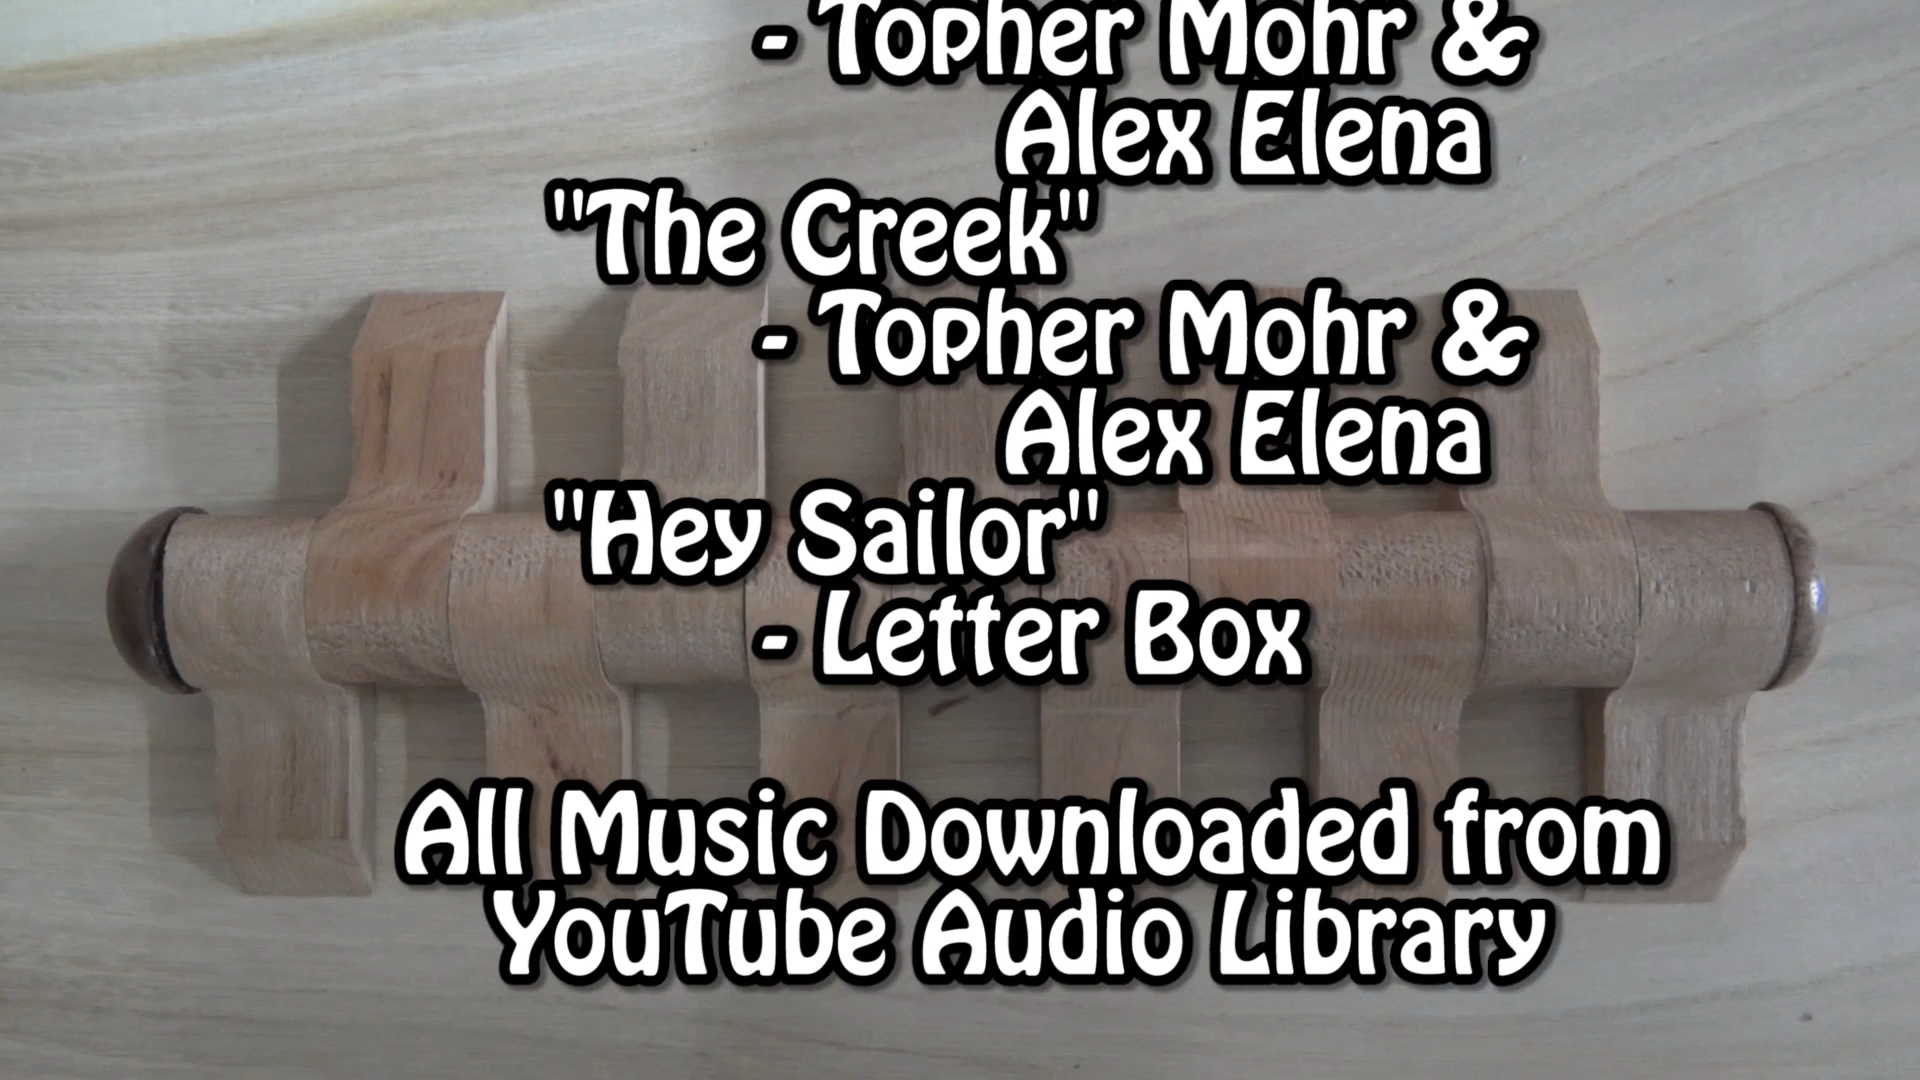 - Topher Mohr &
Alex Elena
"The Creek"
- Topher Mohr &
Alex Elena
"Hey Sailor"
- Letter Box
All Music Downloaded from
YouTube Audio Library